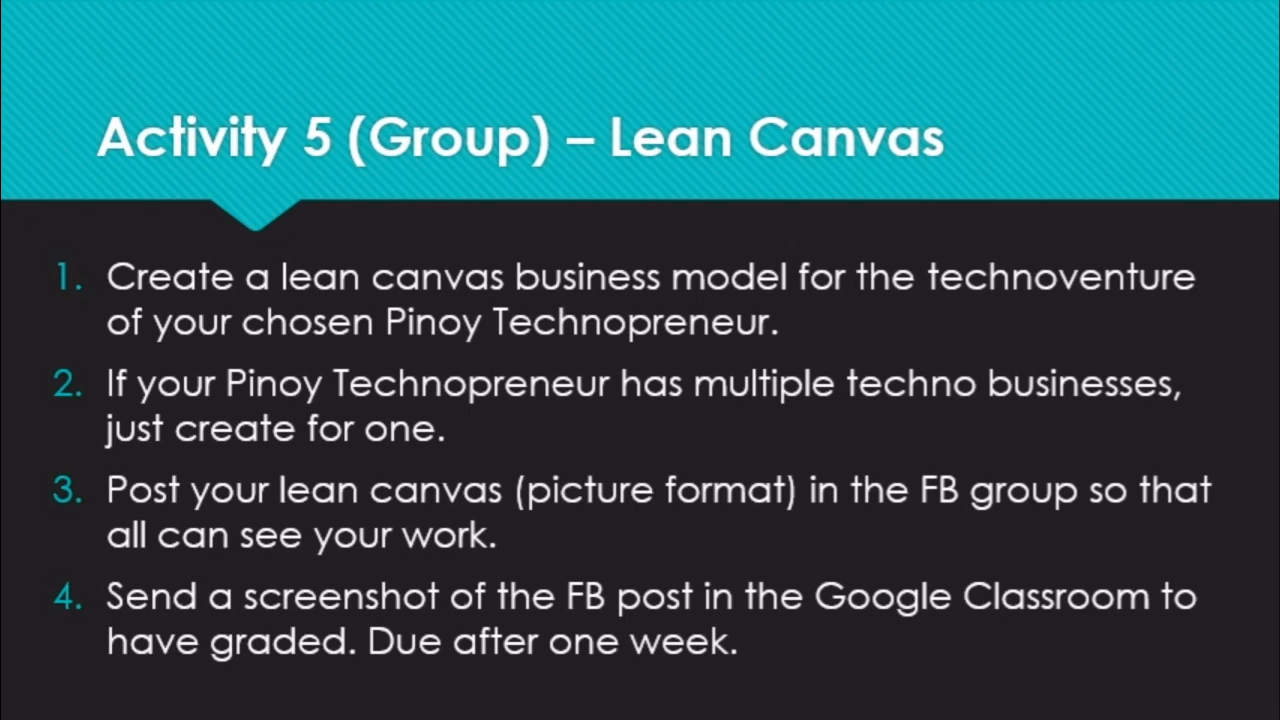 Activity 5 (Group) – Lean Canvas
1. Create a lean canvas business model for the technoventure
of your chosen Pinoy Technopreneur.
2. If your Pinoy Technopreneur has multiple techno businesses,
just create for one.
3. Post your lean canvas (picture format) in the FB group so that
all can see your work.
4. Send a screenshot of the FB post in the Google Classroom to
have graded. Due after one week.